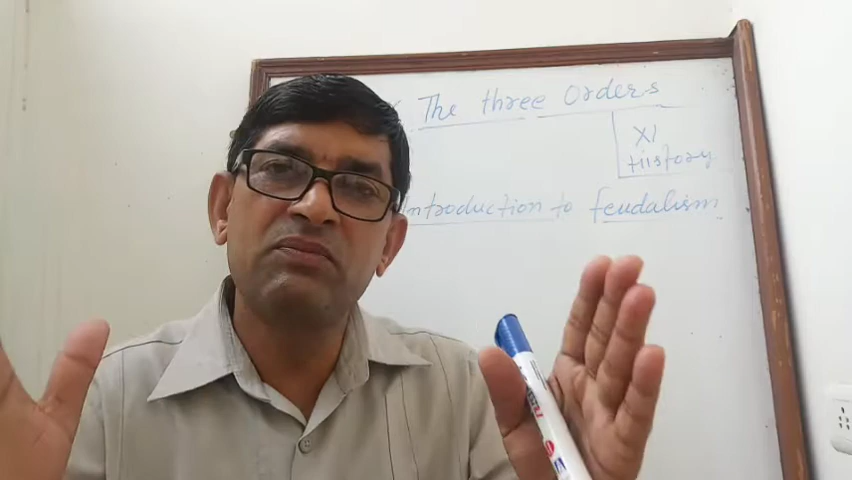 The three Orders
XI
History
Introduction to feudalism